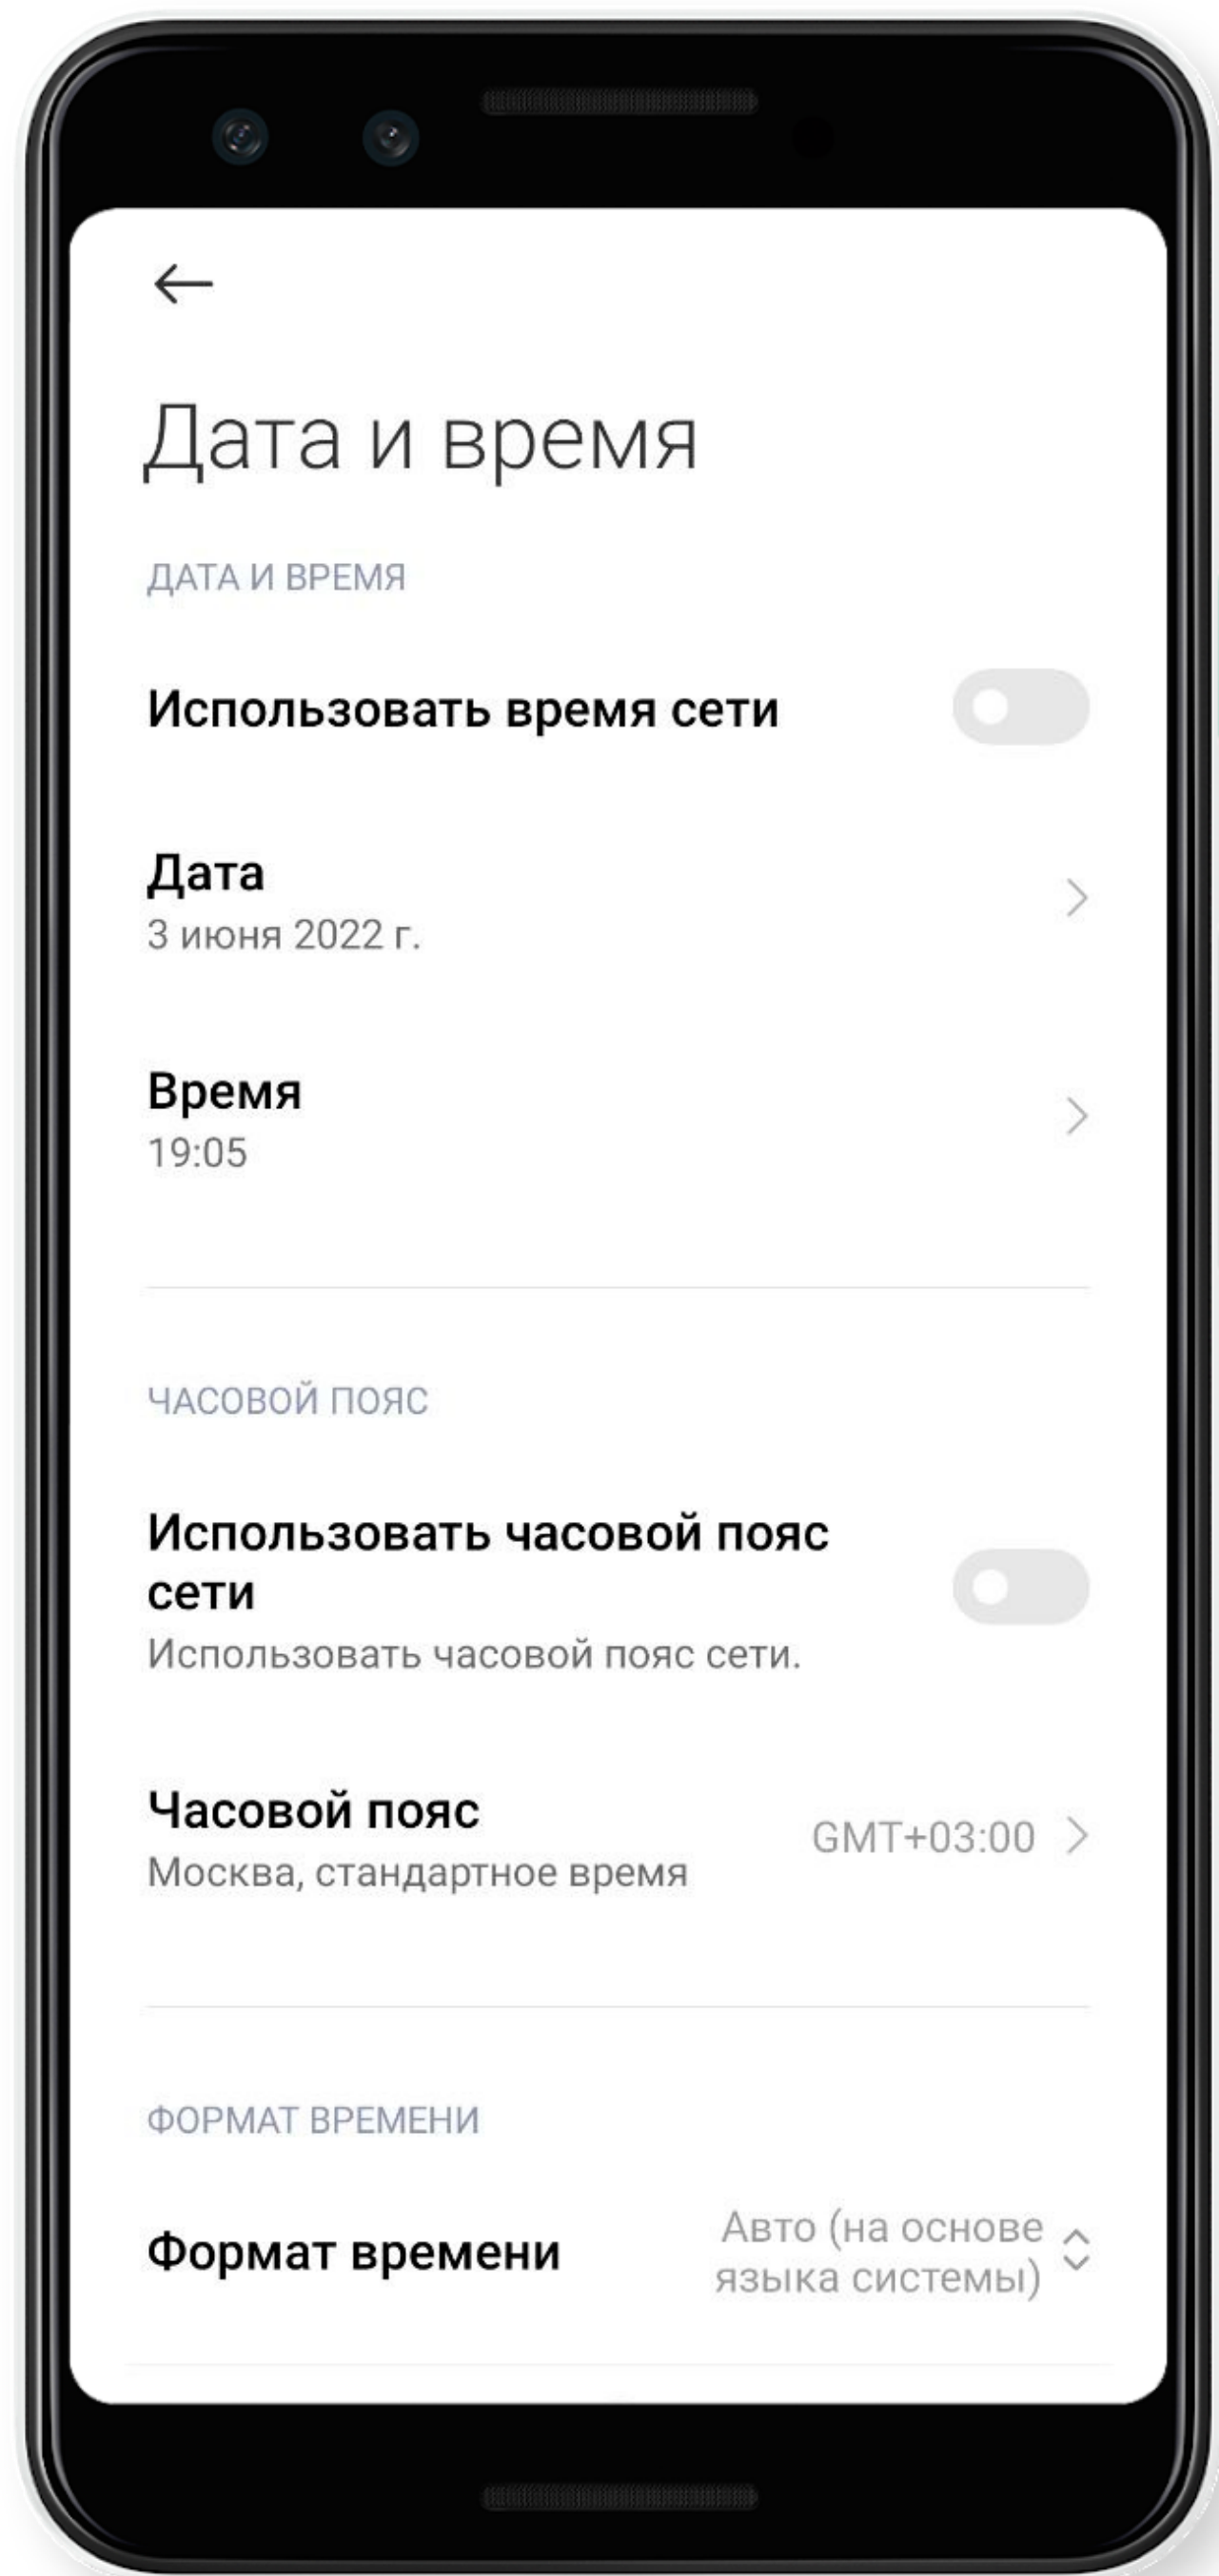 Дата и время
ДАТА И ВРЕМЯ
Использовать время сети
Дата
3 июня 2022 г.
Время
19:05
ЧАСОВОЙ ПОЯС
Использовать часовой пояс
сети
Использовать часовой пояс сети.
Часовой пояс
Москва, стандартное время
GMT+03:00
ФОРМАТ ВРЕМЕНИ
Формат времени
Авто (на основе
языка системы)